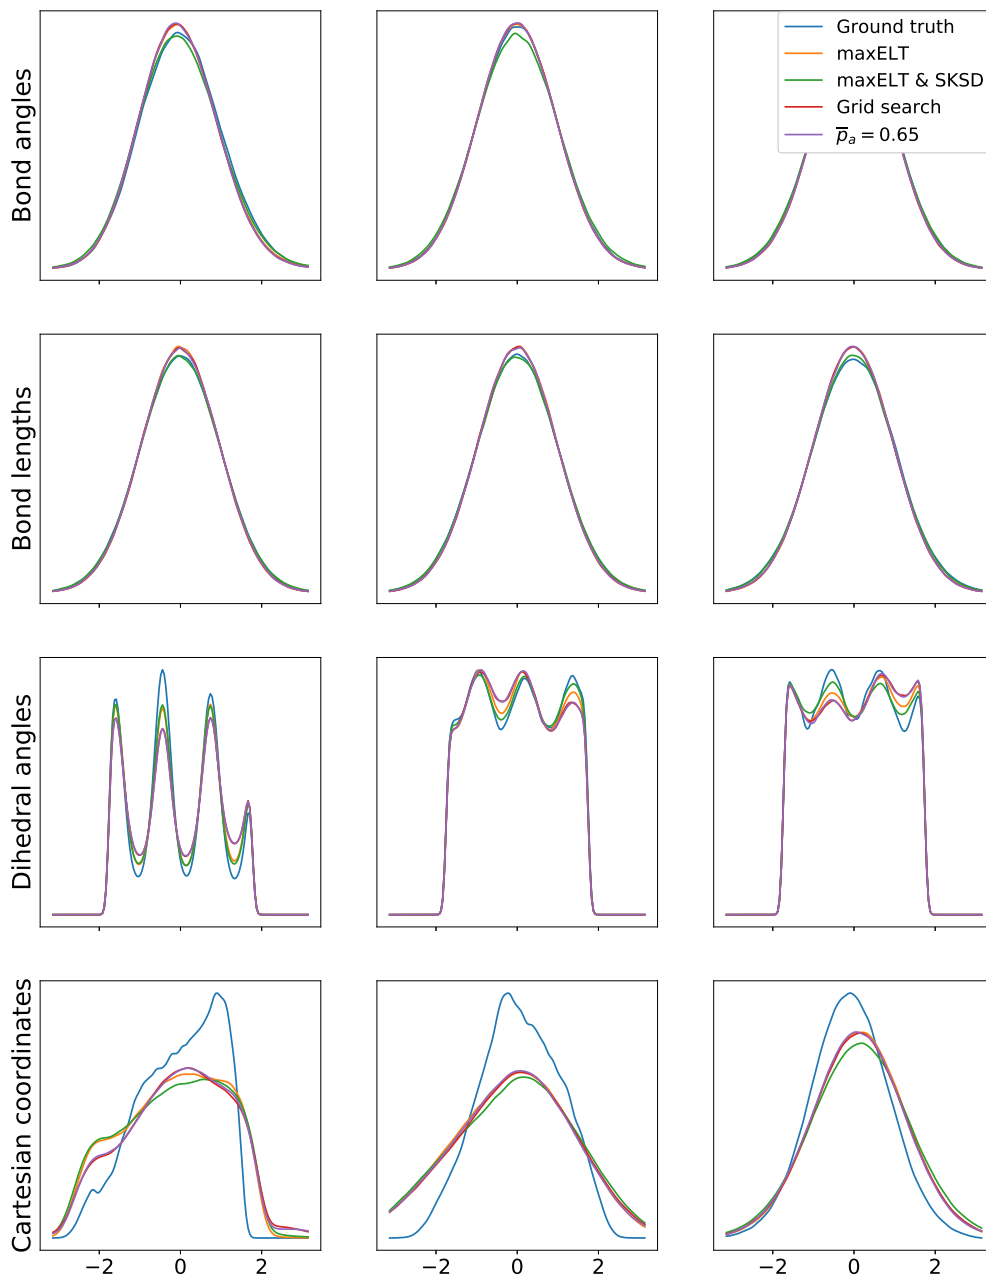 Bond angles
Ground truth
maxELT
maxELT & SKSD
Grid search
p̅ₐ = 0.65
Bond lengths
Dihedral angles
Cartesian coordinates
−2 0 2
−2 0 2
−2 0 2